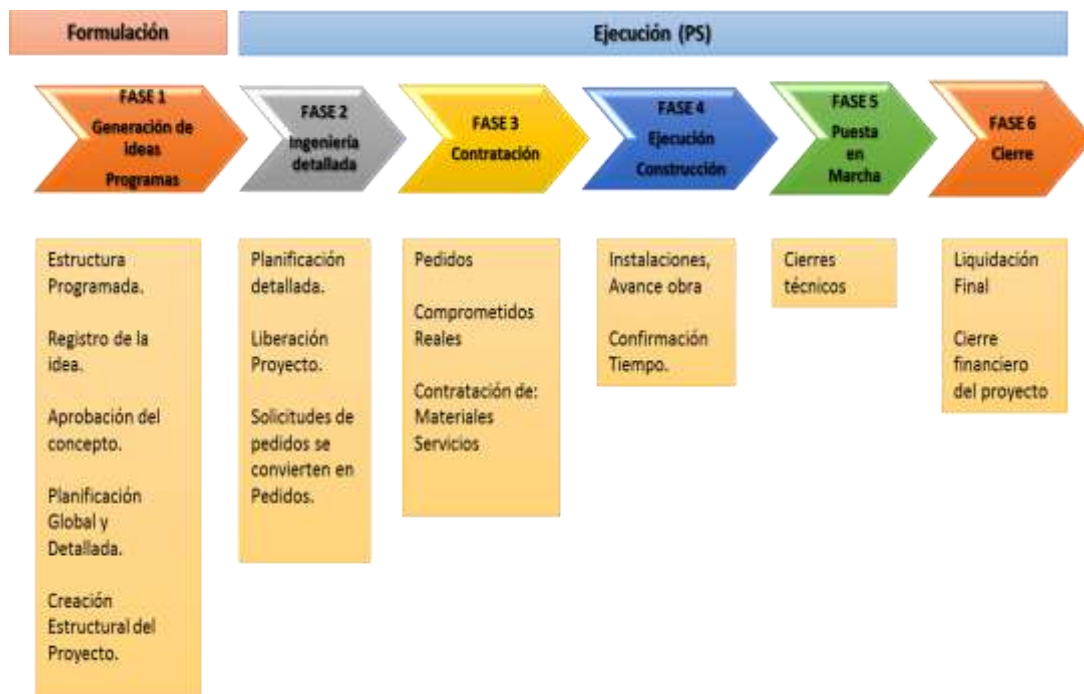 Formulación
Ejecución (PS)
FASE 1
Generación de
ideas
Programas
FASE 2
Ingeniería
detallada
FASE 3
Contratación
FASE 4
Ejecución
Construcción
FASE 5
Puesta
en
Marcha
FASE 6
Cierre
Estructura
Programada.
Registro de la
idea.
Aprobación del
concepto.
Planificación
Global y
Detallada.
Creación
Estructural del
Proyecto.
Planificación
detallada.
Liberación
Proyecto.
Solicitudes de
pedidos se
convierten en
Pedidos.
Pedidos
Comprometidos
Reales
Contratación de:
Materiales
Servicios
Instalaciones,
Avance obra
Confirmación
Tiempo.
Cierres
técnicos
Liquidación
Final
Cierre
financiero
del proyecto